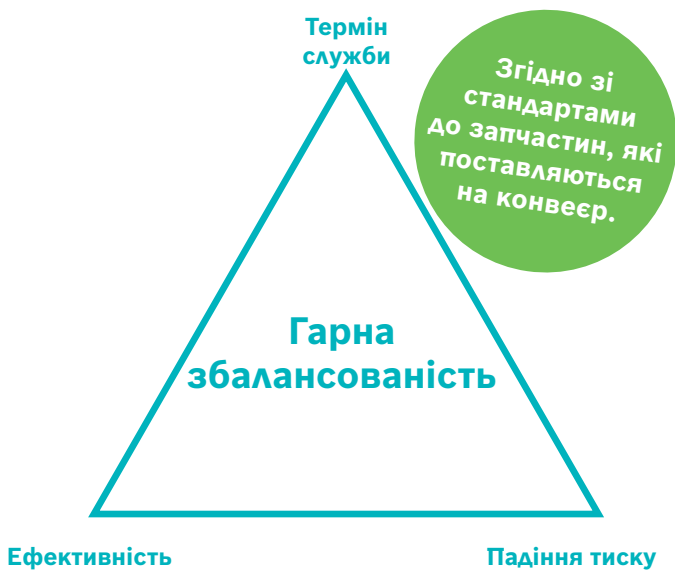 Термін
служби
Згідно зі
стандартами
до запчастин, які
поставляються
на конвеєр.
Гарна
збалансованість
Ефективність
Падіння тиску